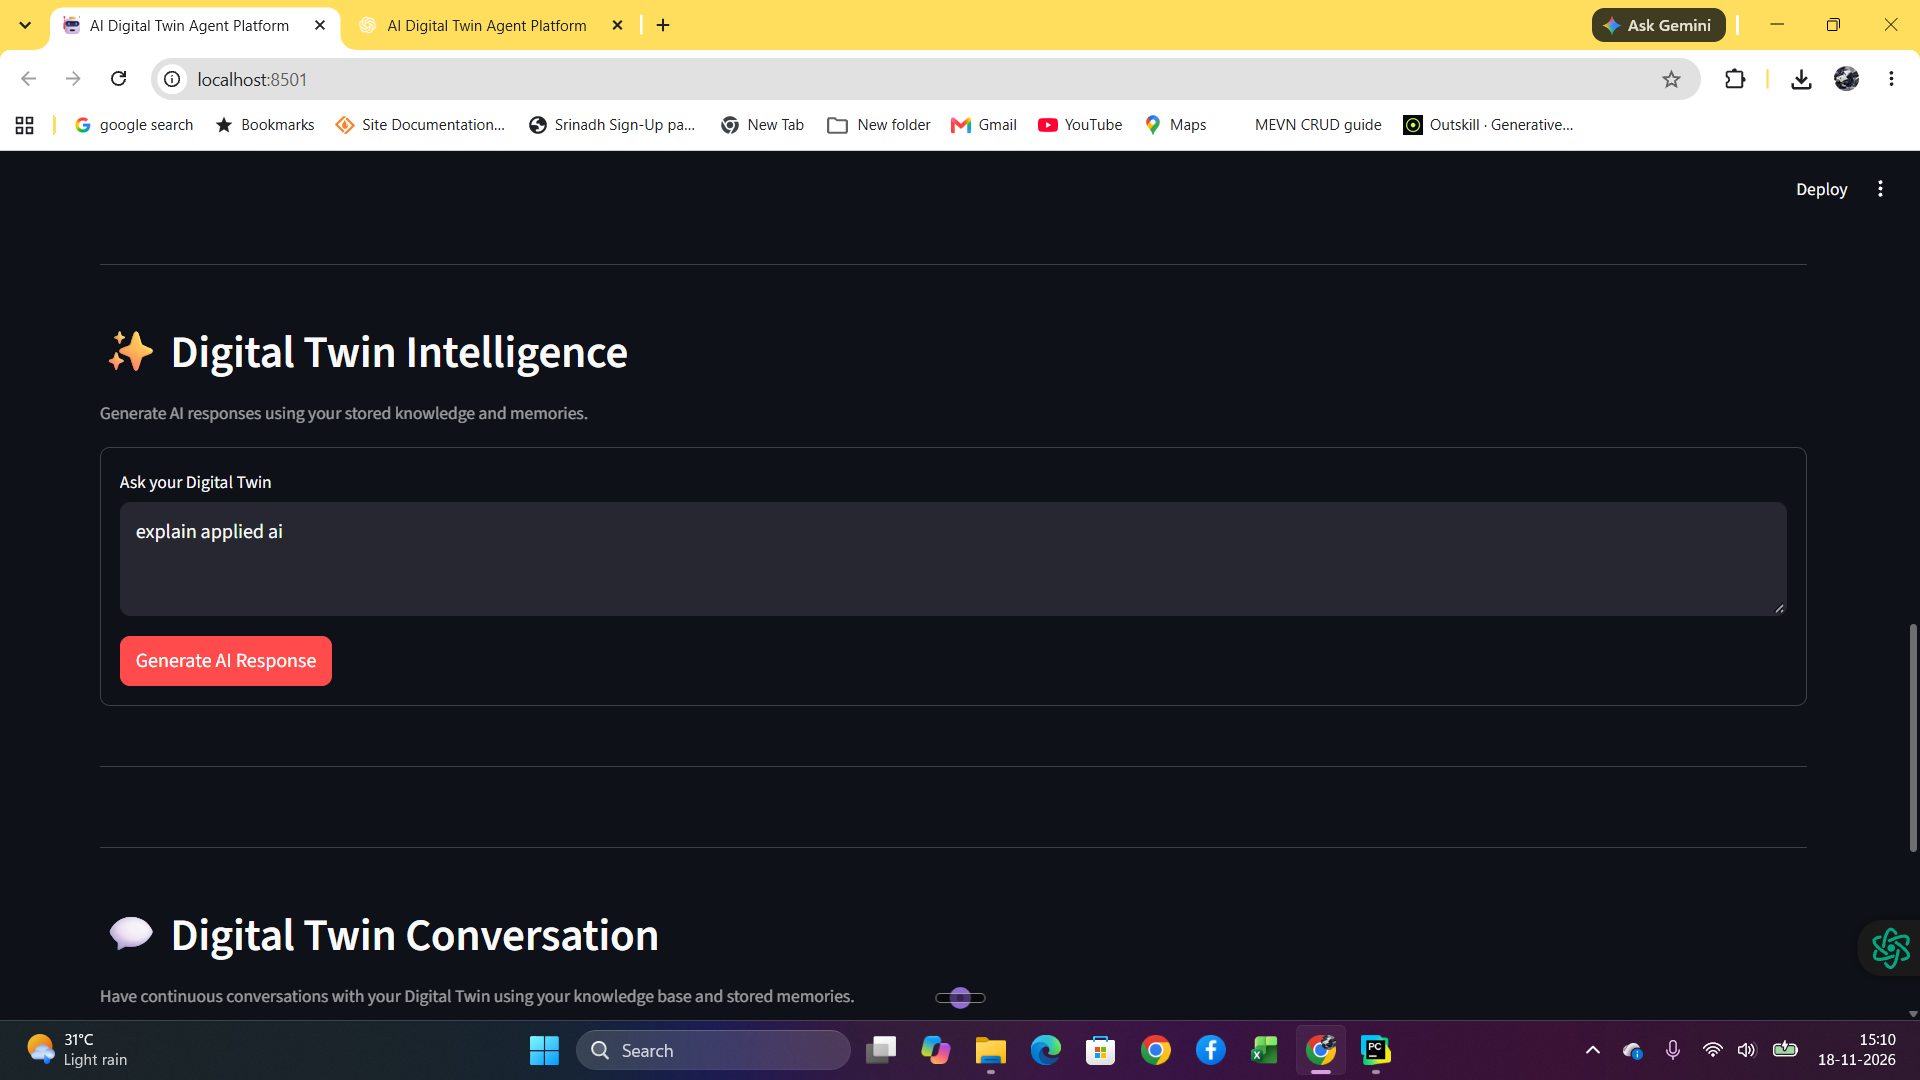 AI Digital Twin Agent Platform
AI Digital Twin Agent Platform
Ask Gemini
localhost:8501
google search
Bookmarks
Site Documentation...
Srinadh Sign-Up pa...
New Tab
New folder
Gmail
YouTube
Maps
MEVN CRUD guide
Outskill · Generative...
Deploy
Digital Twin Intelligence
Generate AI responses using your stored knowledge and memories.
Ask your Digital Twin
explain applied ai
Generate AI Response
Digital Twin Conversation
Have continuous conversations with your Digital Twin using your knowledge base and stored memories.
31°C
Light rain
Search
PC
15:10
18-11-2026